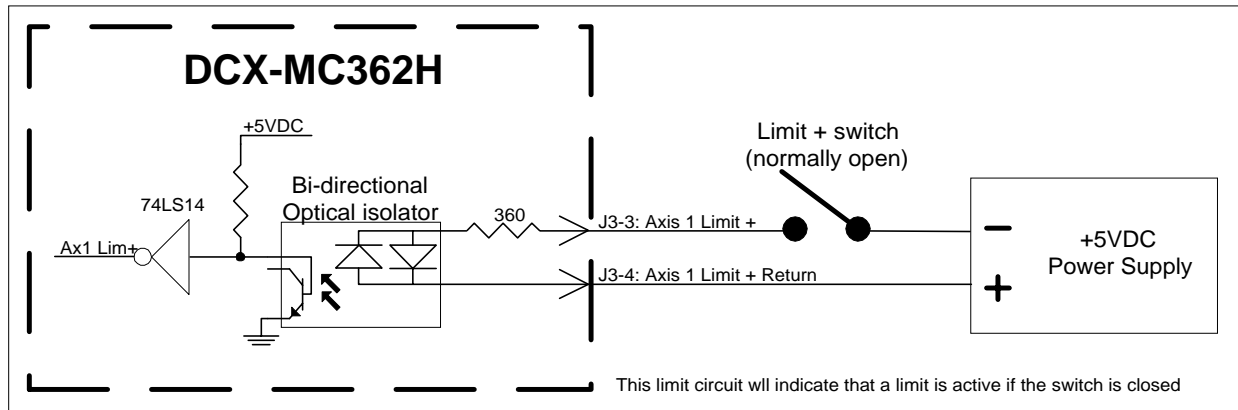 DCX-MC362H
+5VDC
Bi-directional
Optical isolator
74LS14
Ax1 Lim+
360
J3-3: Axis 1 Limit +
J3-4: Axis 1 Limit + Return
Limit + switch
(normally open)
-
+
+5VDC
Power Supply
This limit circuit wll indicate that a limit is active if the switch is closed